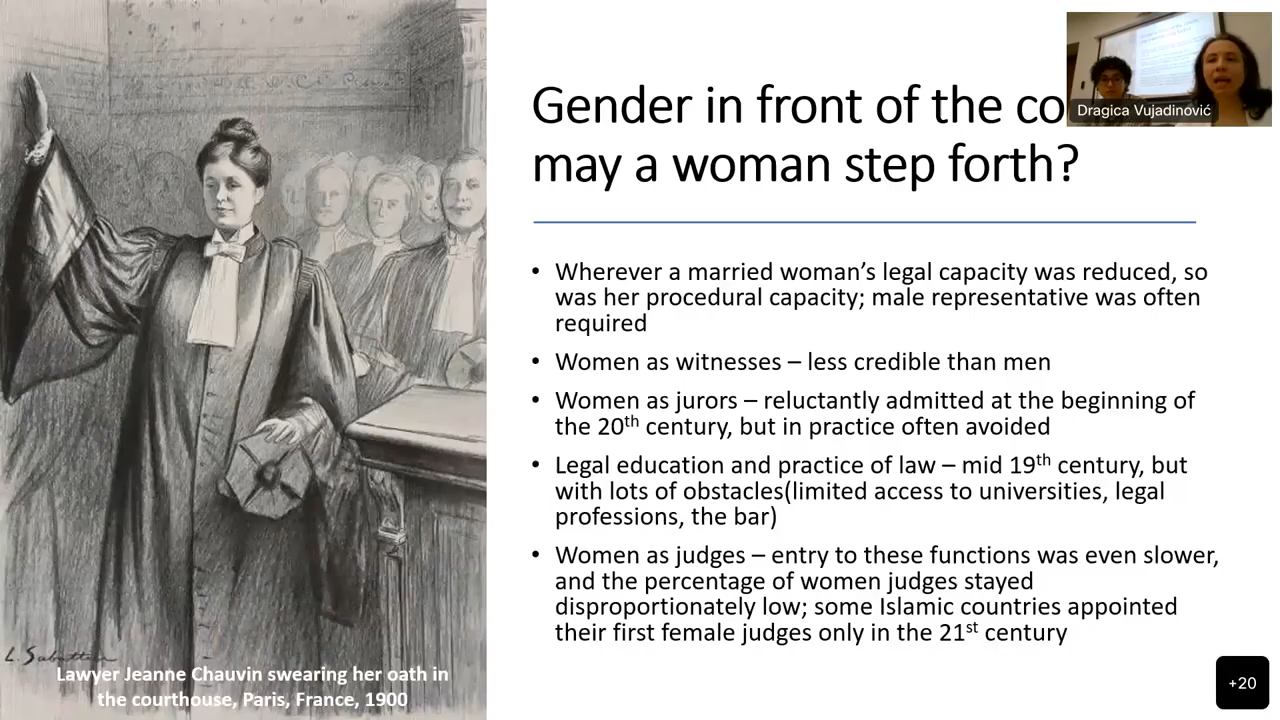 Gender in front of the co
may a woman step forth?
Dragica Vujadinović
• Wherever a married woman’s legal capacity was reduced, so
was her procedural capacity; male representative was often
required
• Women as witnesses – less credible than men
• Women as jurors – reluctantly admitted at the beginning of
the 20th century, but in practice often avoided
• Legal education and practice of law – mid 19th century, but
with lots of obstacles(limited access to universities, legal
professions, the bar)
• Women as judges – entry to these functions was even slower,
and the percentage of women judges stayed
disproportionately low; some Islamic countries appointed
their first female judges only in the 21st century
Lawyer Jeanne Chauvin swearing her oath in
the courthouse, Paris, France, 1900
+20